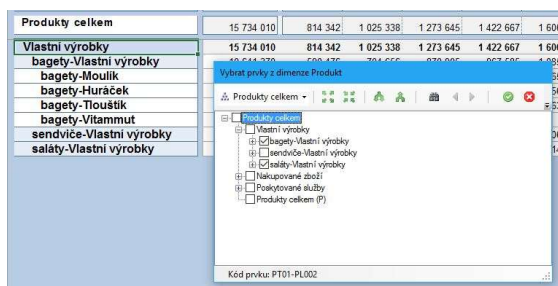 Produkty celkem 15 734 010 814 342 1 025 338 1 273 645 1 422 667
Vlastní výrobky 15 734 010 814 342 1 025 338 1 273 645 1 422 667
bagety-Vlastní výrobky
bagety-Moulík
bagety-Huráček
bagety-Tlouštík
bagety-Vitammut
sendviče-Vlastní výrobky
saláty-Vlastní výrobky
Vybrat prvky z dimenze Produkt
Produkty celkem
Produkty celkem
Vlastní výrobky
bagety-Vlastní výrobky
sendviče-Vlastní výrobky
saláty-Vlastní výrobky
Nakupované zboží
Poskytované služby
Produkty celkem (P)
Kód prvku: PT01-PL002